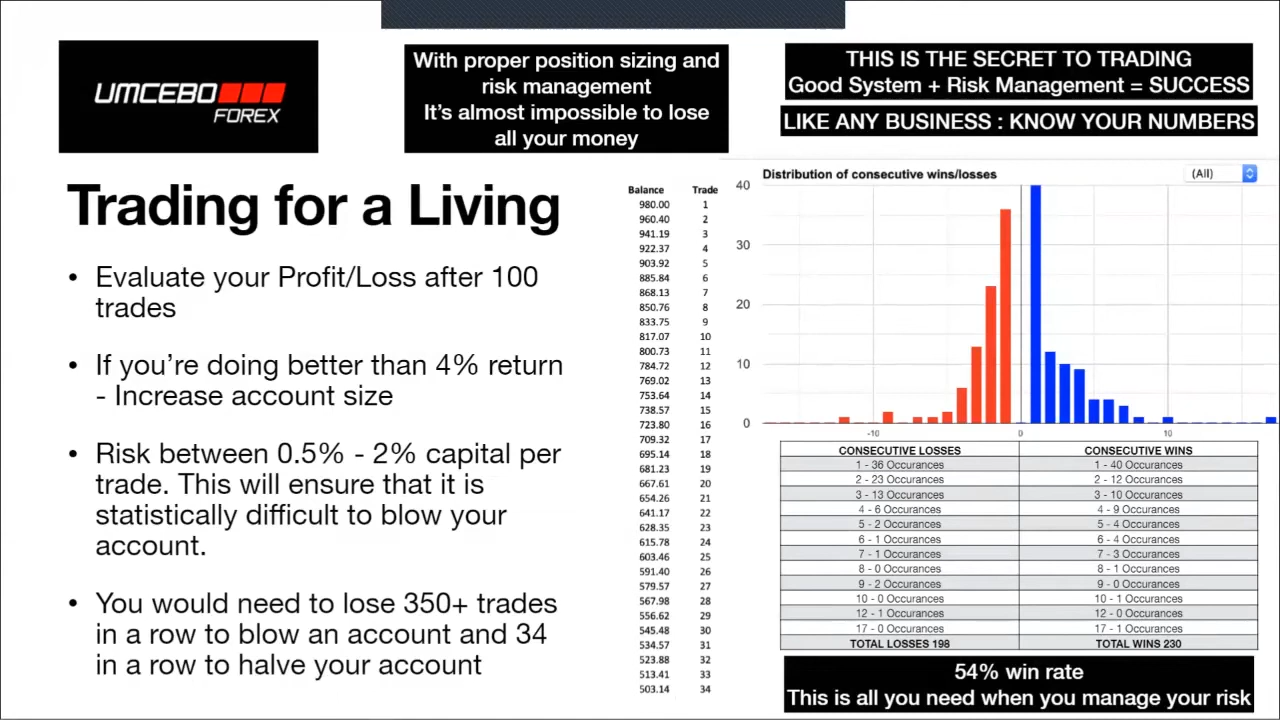 UMCEBO
FOREX
With proper position sizing and
risk management
It's almost impossible to lose
all your money
THIS IS THE SECRET TO TRADING
Good System + Risk Management = SUCCESS
LIKE ANY BUSINESS : KNOW YOUR NUMBERS
Trading for a Living
• Evaluate your Profit/Loss after 100
trades
• If you're doing better than 4% return
- Increase account size
• Risk between 0.5% - 2% capital per
trade. This will ensure that it is
statistically difficult to blow your
account.
• You would need to lose 350+ trades
in a row to blow an account and 34
in a row to halve your account
Balance Trade
980.00 1
960.40 2
941.19 3
922.37 4
903.92 5
885.84 6
868.13 7
850.76 8
833.75 9
817.07 10
800.73 11
784.72 12
769.02 13
753.64 14
738.57 15
723.80 16
709.32 17
695.14 18
681.23 19
667.61 20
654.26 21
641.17 22
628.35 23
615.78 24
603.46 25
591.40 26
579.57 27
567.98 28
556.62 29
545.48 30
534.57 31
523.88 32
513.41 33
503.14 34
Distribution of consecutive wins/losses
(All)
40
30
20
10
0
-10 0 10
CONSECUTIVE LOSSES CONSECUTIVE WINS
1 - 36 Occurances 1 - 40 Occurances
2 - 23 Occurances 2 - 12 Occurances
3 - 13 Occurances 3 - 10 Occurances
4 - 6 Occurances 4 - 9 Occurances
5 - 2 Occurances 5 - 4 Occurances
6 - 1 Occurances 6 - 4 Occurances
7 - 1 Occurances 7 - 3 Occurances
8 - 0 Occurances 8 - 1 Occurances
9 - 2 Occurances 9 - 0 Occurances
10 - 0 Occurances 10 - 1 Occurances
12 - 1 Occurances 12 - 0 Occurances
17 - 0 Occurances 17 - 1 Occurances
TOTAL LOSSES 198 TOTAL WINS 230
54% win rate
This is all you need when you manage your risk